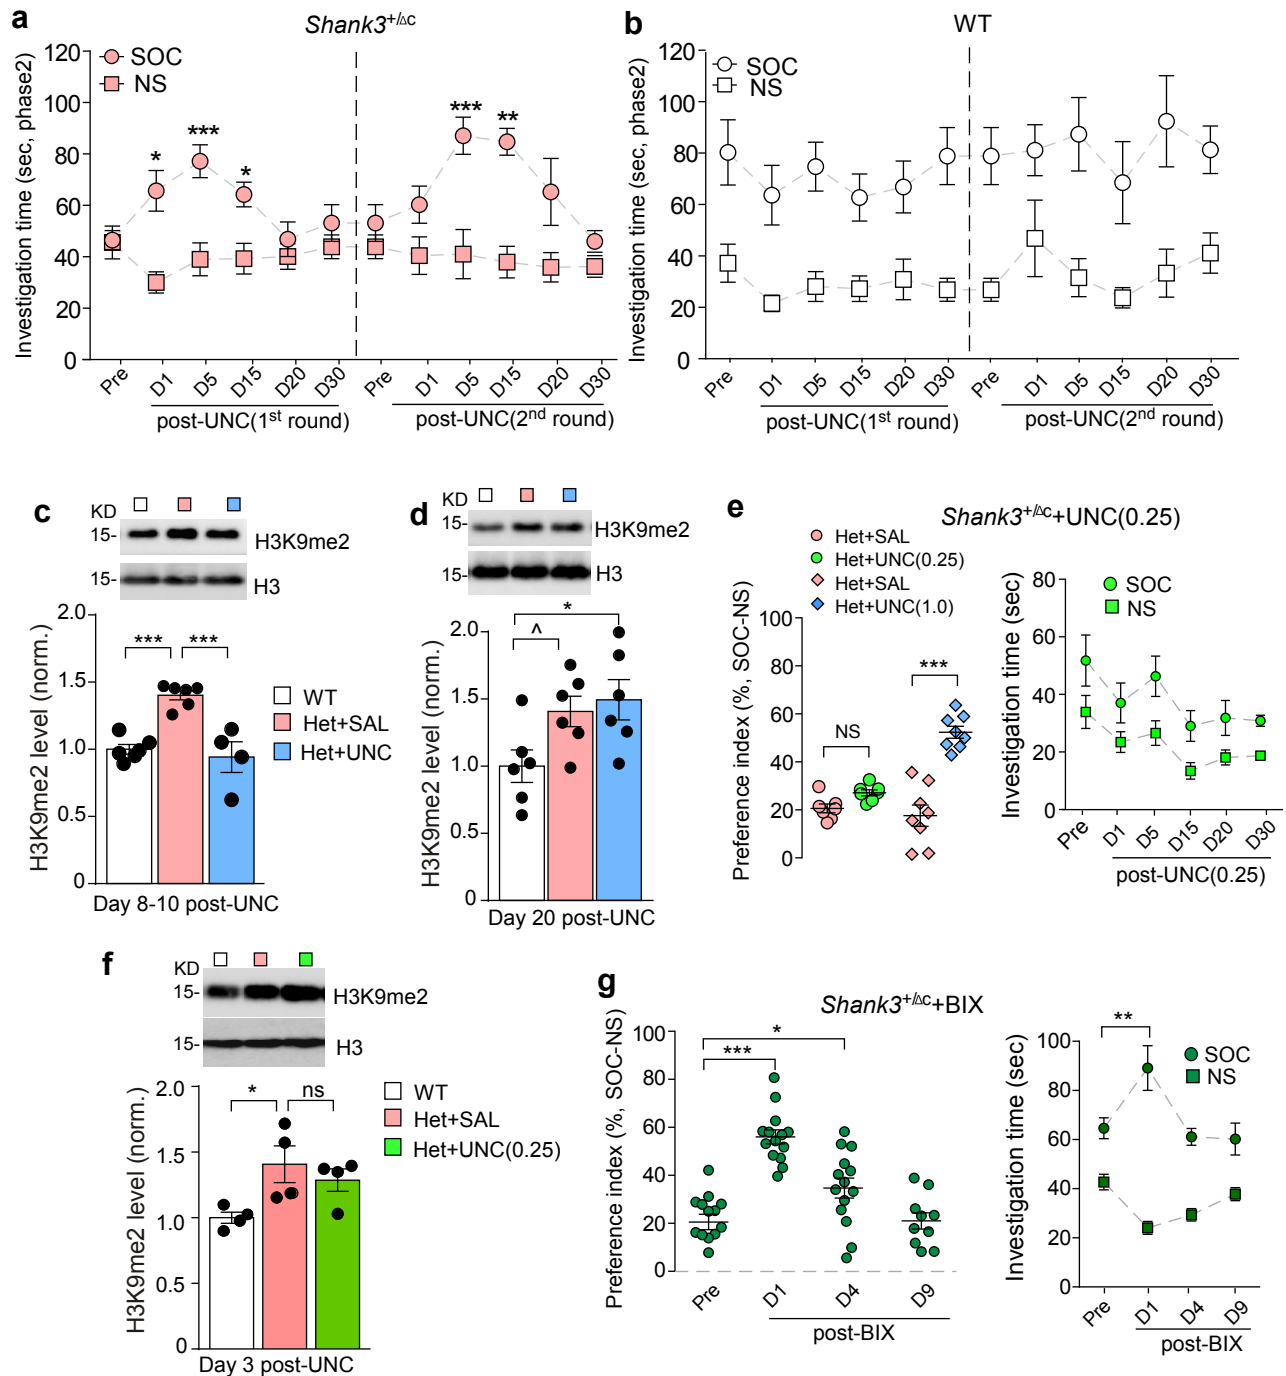 a
Shank3+/ΔC
SOC
NS
Investigation time (sec, phase2)
120
100
80
60
40
20
0
*
***
*
***
**
Pre
D1
D5
D15
D20
D30
Pre
D1
D5
D15
D20
D30
post-UNC(1st round)
post-UNC(2nd round)
b
WT
SOC
NS
Investigation time (sec, phase2)
120
100
80
60
40
20
0
Pre
D1
D5
D15
D20
D30
Pre
D1
D5
D15
D20
D30
post-UNC(1st round)
post-UNC(2nd round)
c
KD
15-
H3K9me2
15-
H3
H3K9me2 level (norm.)
2.0
1.5
1.0
0.5
0
***
***
WT
Het+SAL
Het+UNC
Day 8-10 post-UNC
d
KD
15-
H3K9me2
15-
H3
H3K9me2 level (norm.)
2.0
1.5
1.0
0.5
0
*
^
Day 20 post-UNC
e
Shank3+/ΔC+UNC(0.25)
Het+SAL
Het+UNC(0.25)
Het+SAL
Het+UNC(1.0)
Preference index (%, SOC-NS)
100
80
60
40
20
0
NS
***
Investigation time (sec)
80
60
40
20
0
SOC
NS
Pre
D1
D5
D15
D20
D30
post-UNC(0.25)
f
KD
15-
H3K9me2
15-
H3
H3K9me2 level (norm.)
2.0
1.5
1.0
0.5
0
*
ns
WT
Het+SAL
Het+UNC(0.25)
Day 3 post-UNC
g
Shank3+/ΔC+BIX
Preference index (%, SOC-NS)
100
80
60
40
20
0
*
***
Pre
D1
D4
D9
post-BIX
Investigation time (sec)
100
80
60
40
20
0
**
SOC
NS
Pre
D1
D4
D9
post-BIX